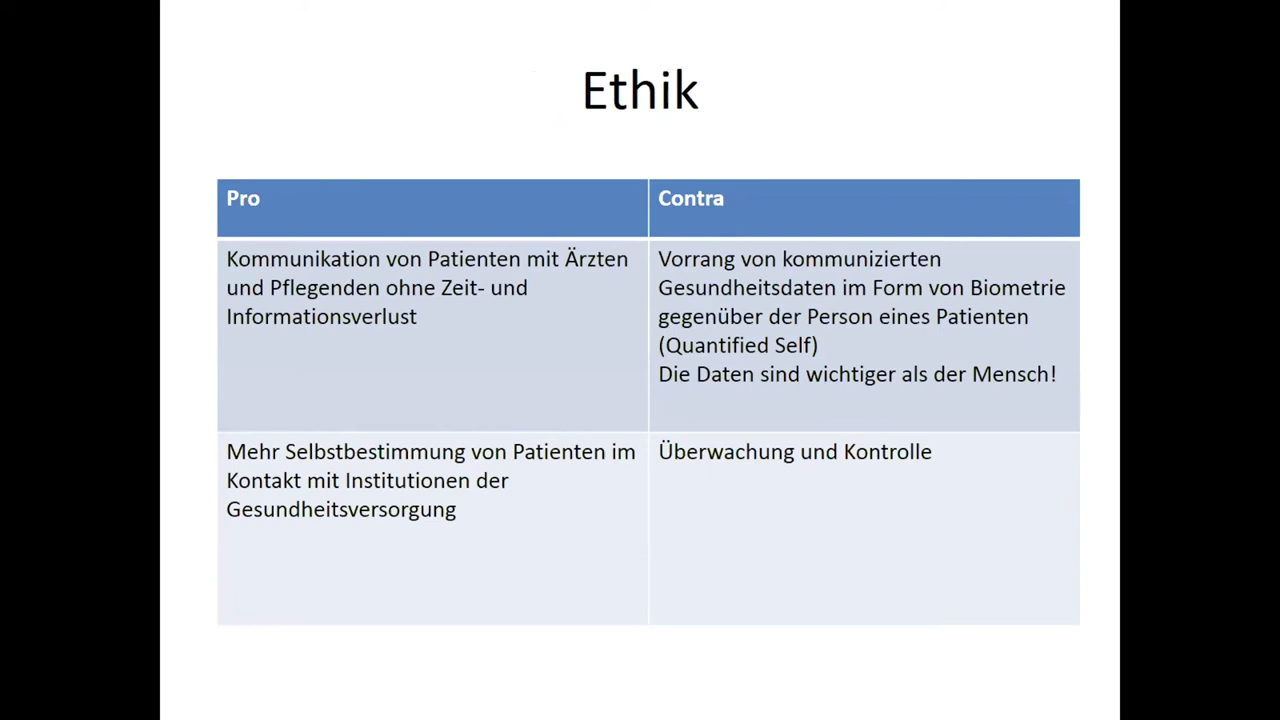 Ethik
Pro
Contra
Kommunikation von Patienten mit Ärzten
und Pflegenden ohne Zeit- und
Informationsverlust
Vorrang von kommunizierten
Gesundheitsdaten im Form von Biometrie
gegenüber der Person eines Patienten
(Quantified Self)
Die Daten sind wichtiger als der Mensch!
Mehr Selbstbestimmung von Patienten im
Kontakt mit Institutionen der
Gesundheitsversorgung
Überwachung und Kontrolle